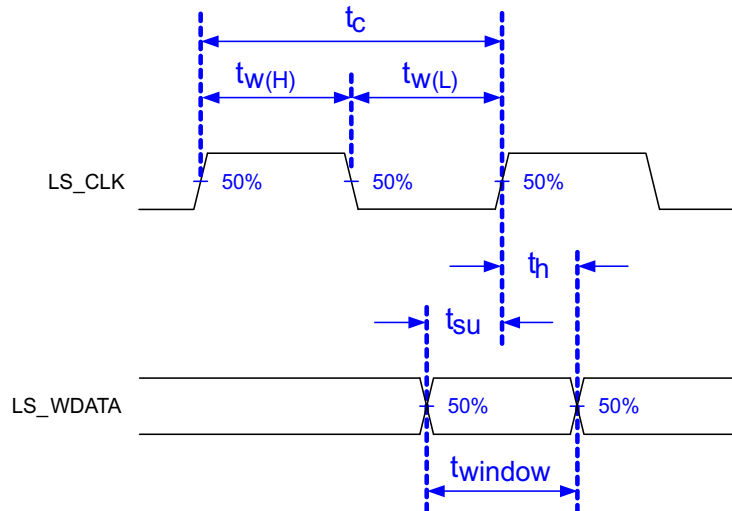 tc
tw(H) tw(L)
LS_CLK 50% 50% 50%
th
tsu
LS_WDATA 50% 50%
twindow